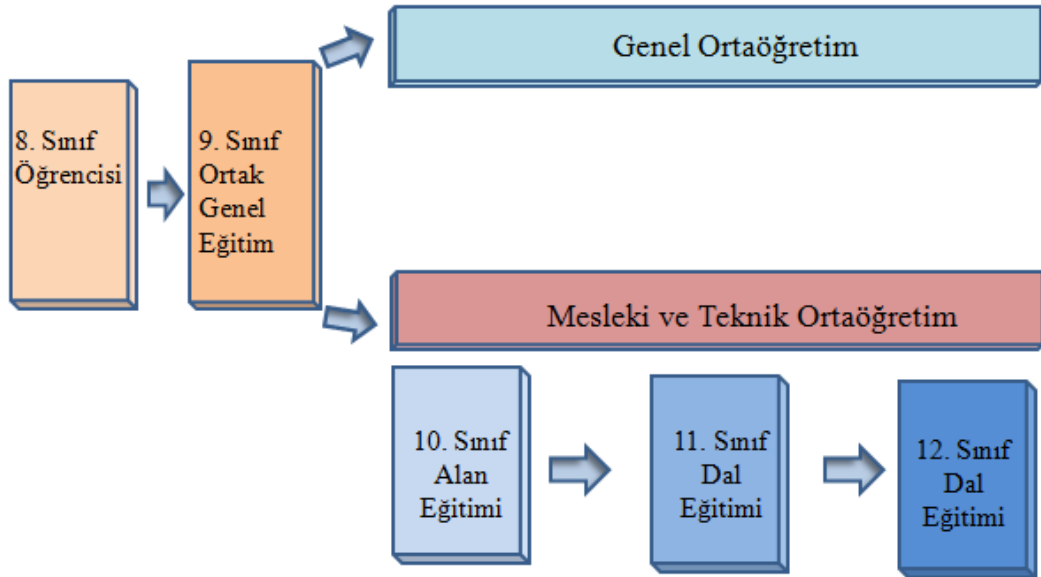 Genel Ortaöğretim
8. Sınıf
Öğrencisi
9. Sınıf
Ortak
Genel
Eğitim
Mesleki ve Teknik Ortaöğretim
10. Sınıf
Alan
Eğitimi
11. Sınıf
Dal
Eğitimi
12. Sınıf
Dal
Eğitimi